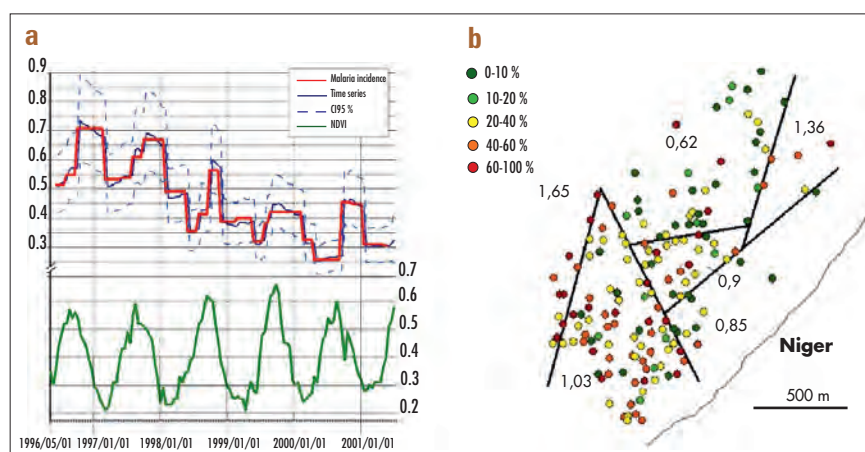 a
0.9
0.8
0.7
0.6
0.5
0.4
0.3
Malaria incidence
Time series
CI95 %
NDVI
0.7
0.6
0.5
0.4
0.3
0.2
1996/05/01 1997/01/01 1998/01/01 1999/01/01 2000/01/01 2001/01/01
b
0-10 %
10-20 %
20-40 %
40-60 %
60-100 %
0,62
1,36
1,65
0,9
0,85
1,03
Niger
500 m